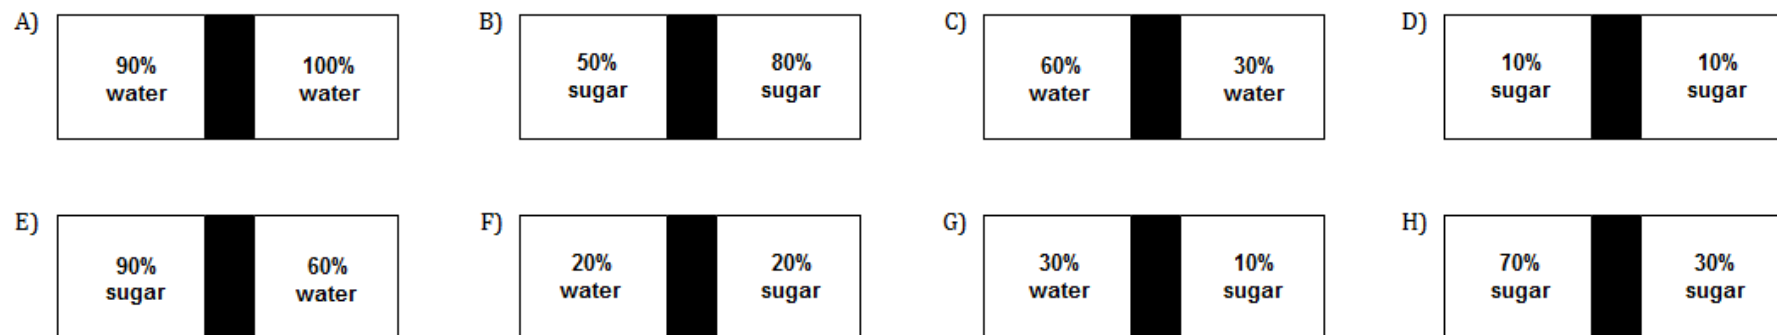 A)
90%
water
100%
water
B)
50%
sugar
80%
sugar
C)
60%
water
30%
water
D)
10%
sugar
10%
sugar
E)
90%
sugar
60%
water
F)
20%
water
20%
sugar
G)
30%
water
10%
sugar
H)
70%
sugar
30%
sugar